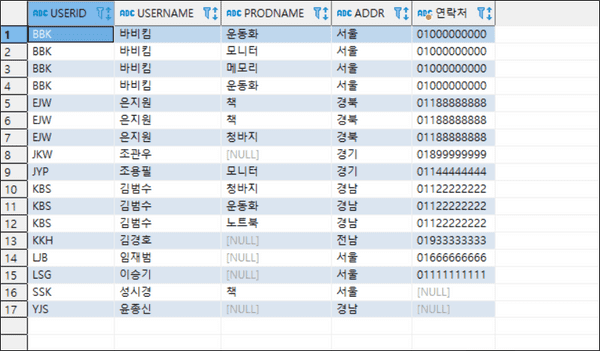 ABC USERID ABC USERNAME ABC PRODNAME ABC ADDR ABC 연락처
1 BBK 바비킴 운동화 서울 01000000000
2 BBK 바비킴 모니터 서울 01000000000
3 BBK 바비킴 메모리 서울 01000000000
4 BBK 바비킴 운동화 서울 01000000000
5 EJW 은지원 책 경북 01188888888
6 EJW 은지원 책 경북 01188888888
7 EJW 은지원 청바지 경북 01188888888
8 JKW 조관우 [NULL] 경기 01899999999
9 JYP 조용필 모니터 경기 01144444444
10 KBS 김범수 청바지 경남 01122222222
11 KBS 김범수 운동화 경남 01122222222
12 KBS 김범수 노트북 경남 01122222222
13 KKH 김경호 [NULL] 전남 01933333333
14 LJB 임재범 [NULL] 서울 01666666666
15 LSG 이승기 [NULL] 서울 01111111111
16 SSK 성시경 책 서울 [NULL]
17 YJS 윤종신 [NULL] 경남 [NULL]